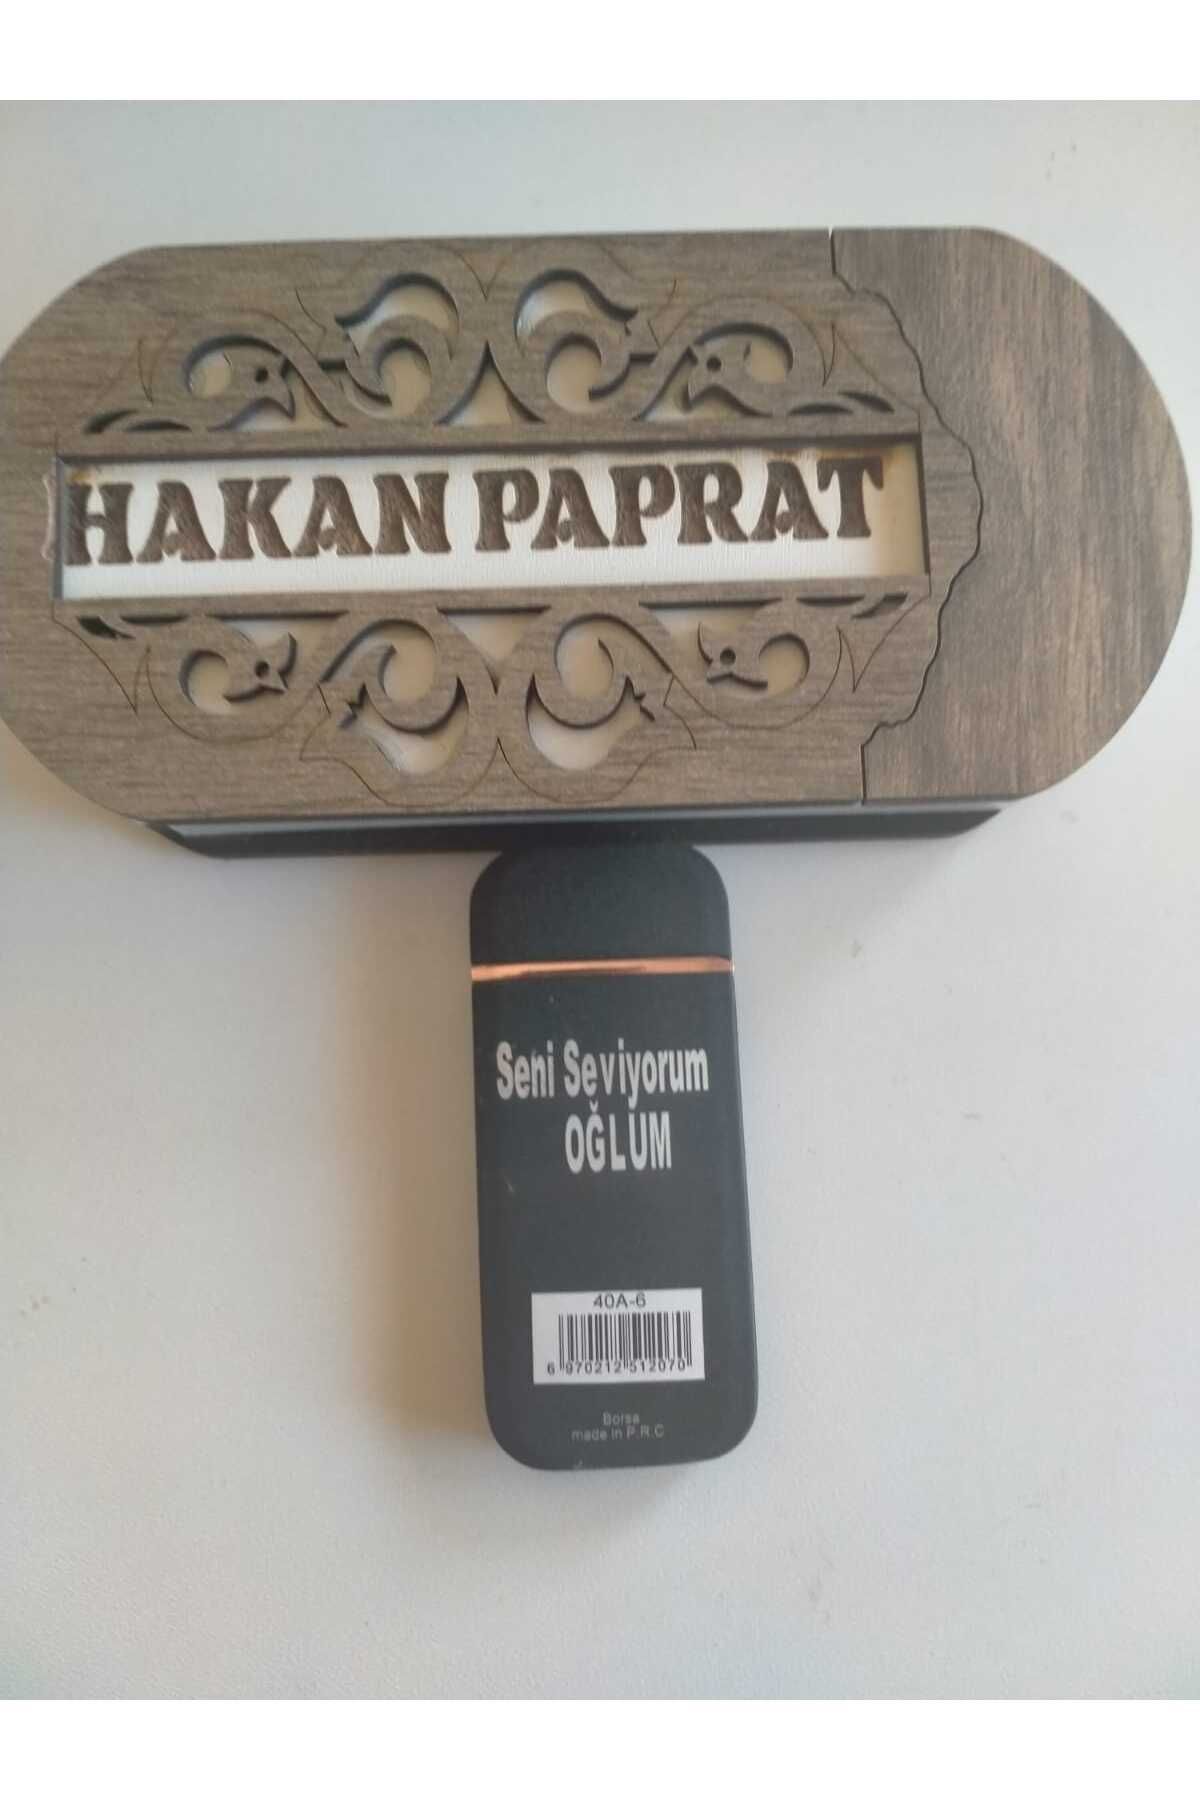 HAKAN PAPRAT
Seni Seviyorum
OĞLUM
40A-6
6 970212 512070
Borsa
made in P.R.C